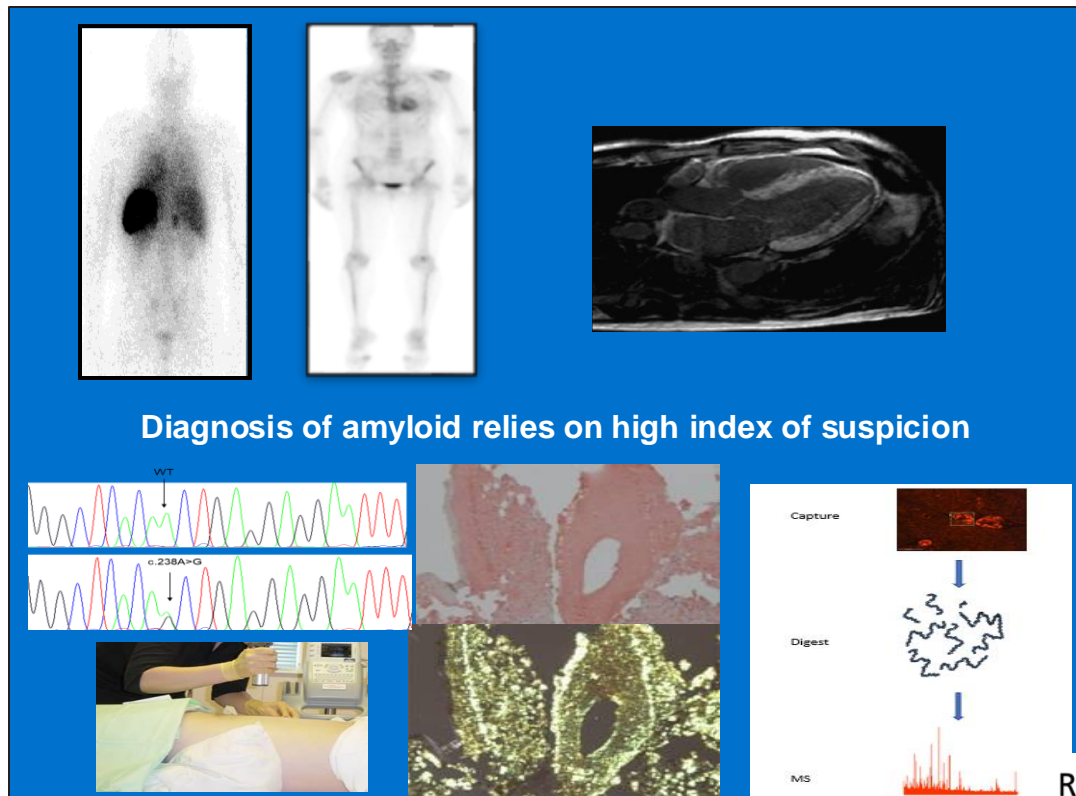 Diagnosis of amyloid relies on high index of suspicion
WT
c.238A>G
Capture
Digest
MS
R